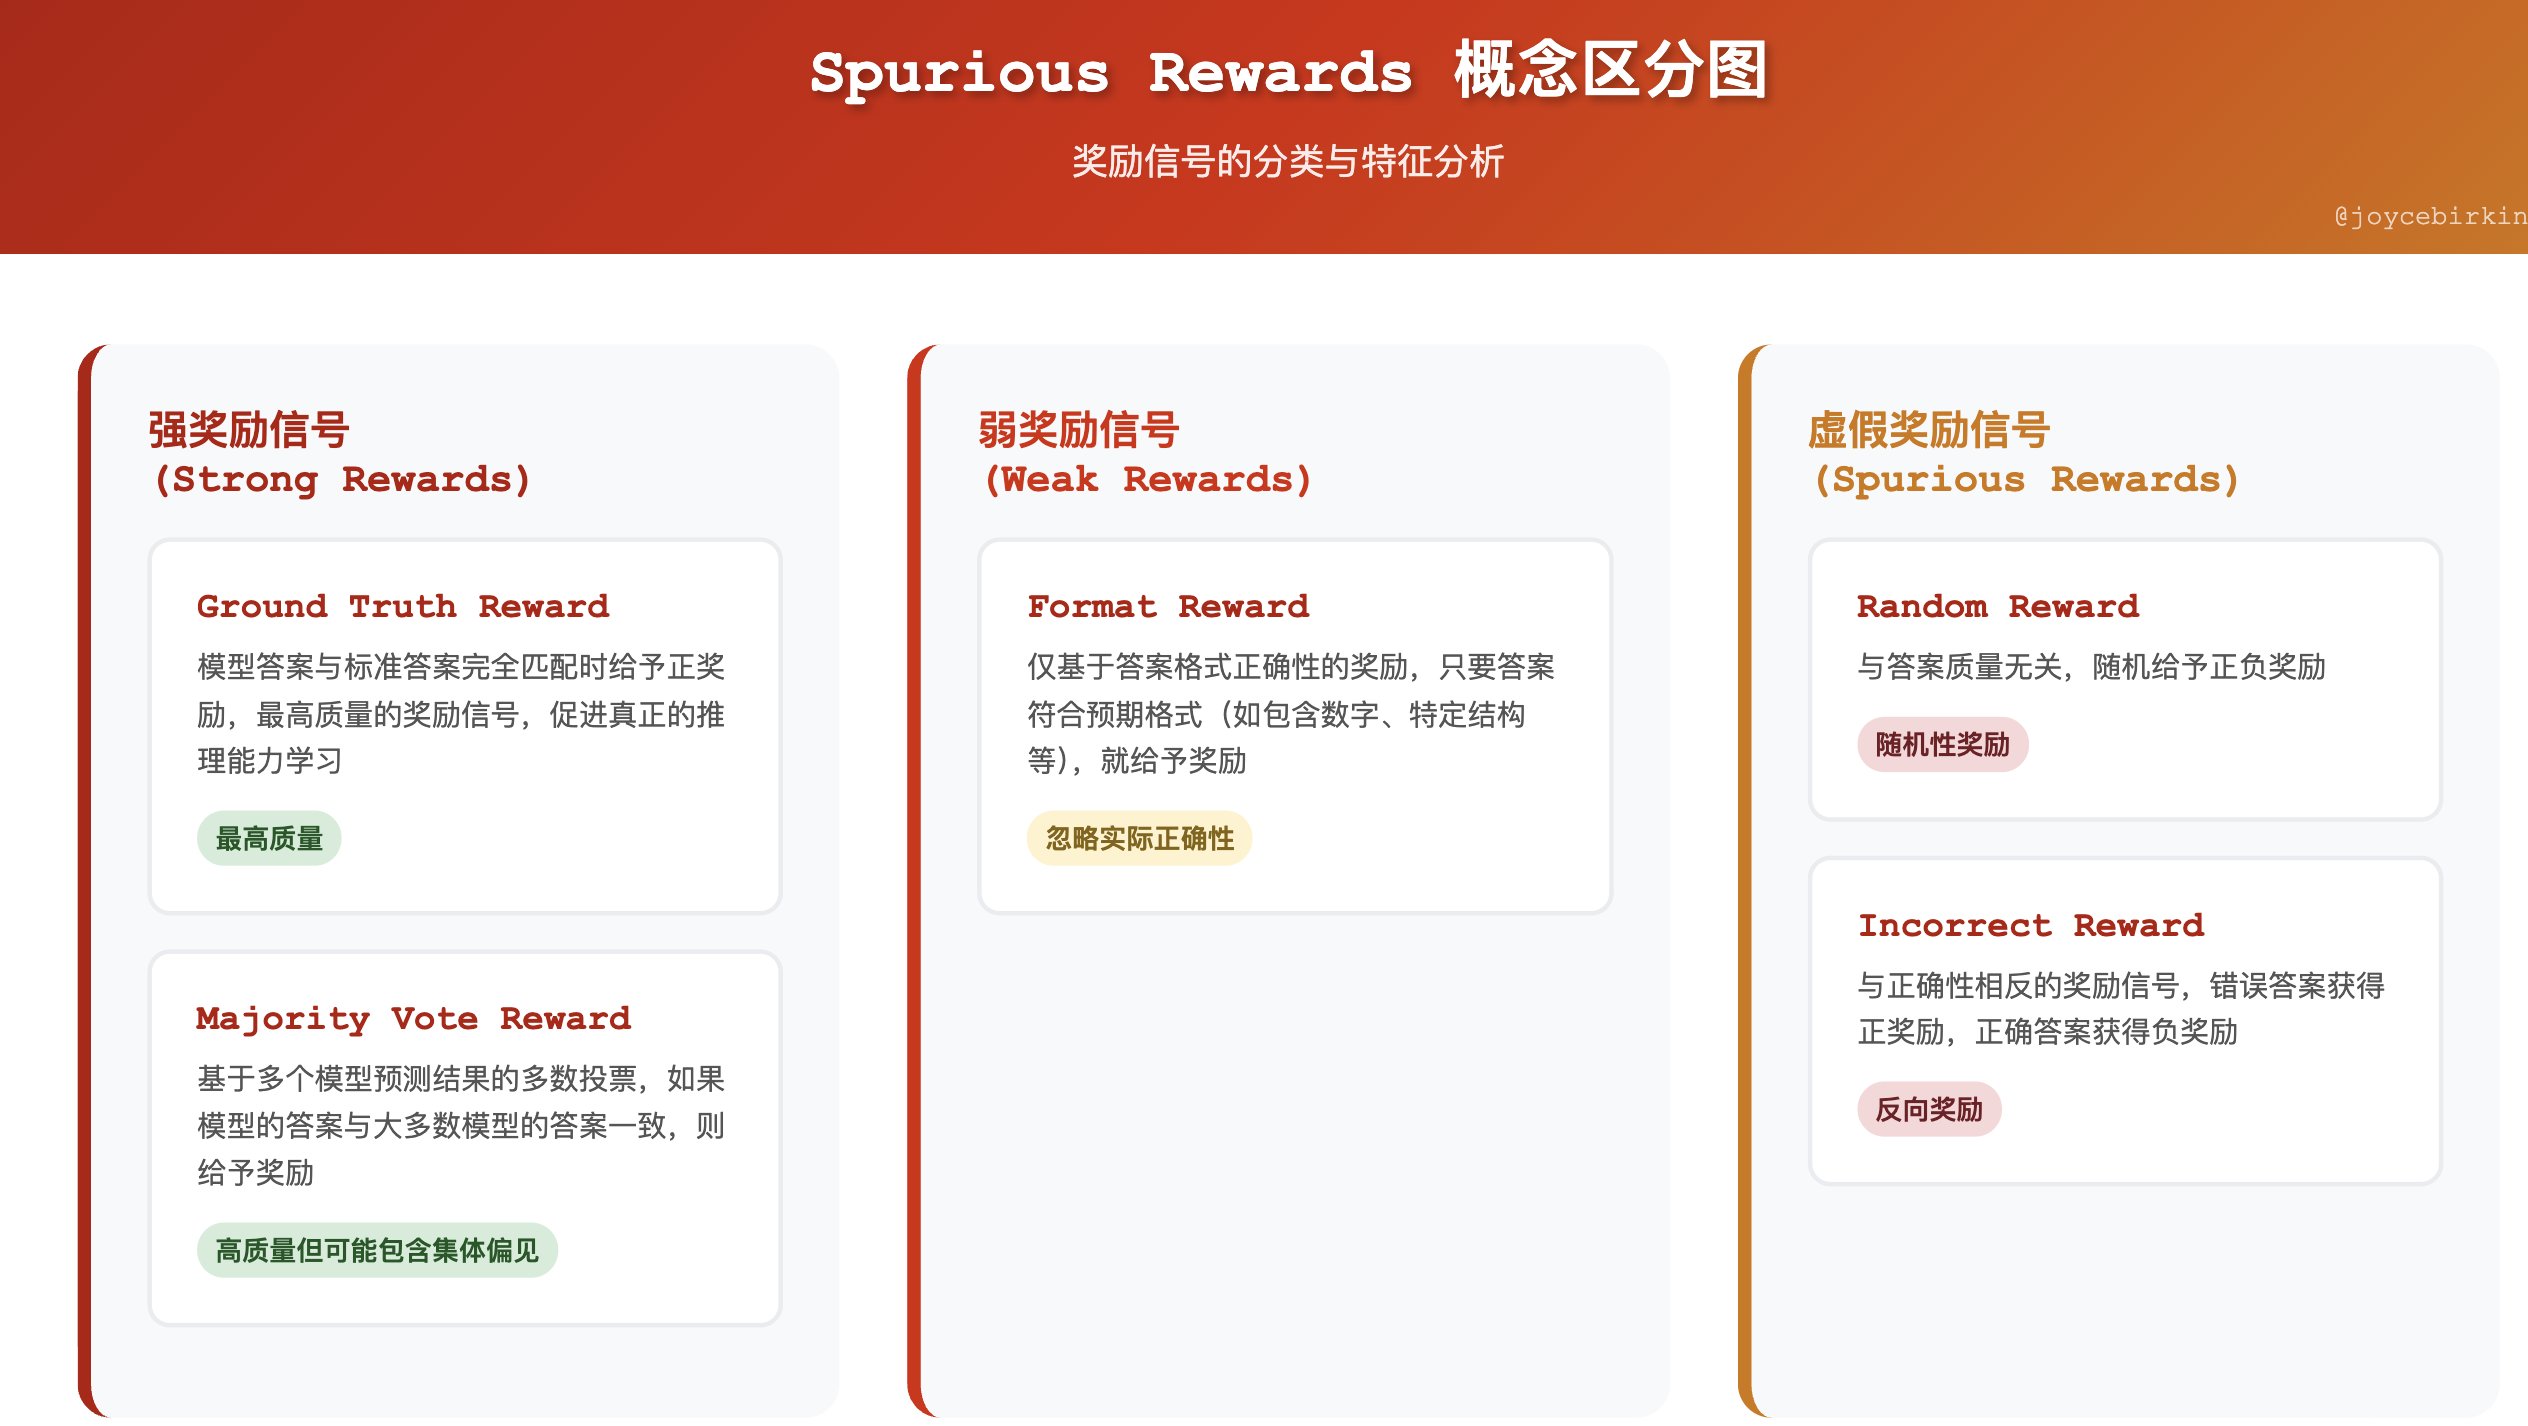 Spurious Rewards 概念区分图
奖励信号的分类与特征分析
@joycebirkin
强奖励信号
(Strong Rewards)
Ground Truth Reward
模型答案与标准答案完全匹配时给予正奖
励，最高质量的奖励信号，促进真正的推
理能力学习
最高质量
Majority Vote Reward
基于多个模型预测结果的多数投票，如果
模型的答案与大多数模型的答案一致，则
给予奖励
高质量但可能包含集体偏见
弱奖励信号
(Weak Rewards)
Format Reward
仅基于答案格式正确性的奖励，只要答案
符合预期格式（如包含数字、特定结构
等），就给予奖励
忽略实际正确性
虚假奖励信号
(Spurious Rewards)
Random Reward
与答案质量无关，随机给予正负奖励
随机性奖励
Incorrect Reward
与正确性相反的奖励信号，错误答案获得
正奖励，正确答案获得负奖励
反向奖励